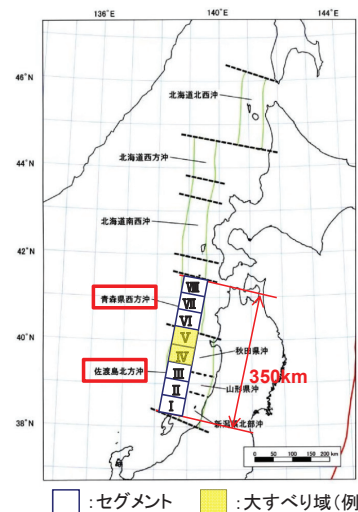 136°E
140°E
144°E
46°N
北海道北西沖
44°N
北海道西方沖
北海道南西沖
42°N
Ⅷ
青森県西方沖
Ⅶ
Ⅵ
40°N
Ⅴ
秋田県沖
Ⅳ
350km
佐渡島北方沖
Ⅲ
山形県沖
Ⅱ
38°N
Ⅰ
新潟県北部沖
0 50 100 150 200 (km)
:セグメント :大すべり域(例